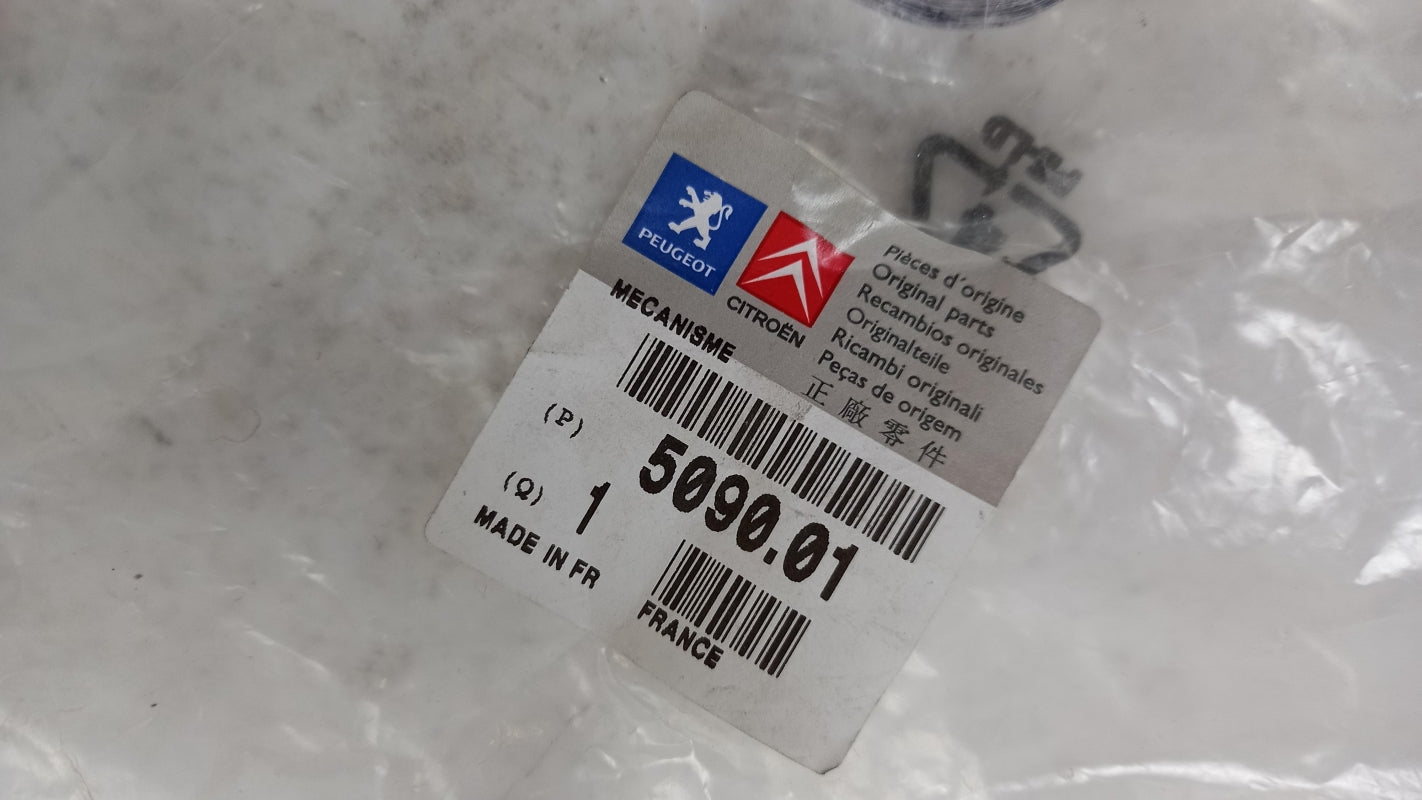 PEUGEOT
CITROËN
Pièces d'origine
Original parts
Recambios originales
Originalteile
Ricambi originali
Peças de origem
正廠零件
MECANISME
(P) 5090.01
(Q) 1
MADE IN FR
FRANCE